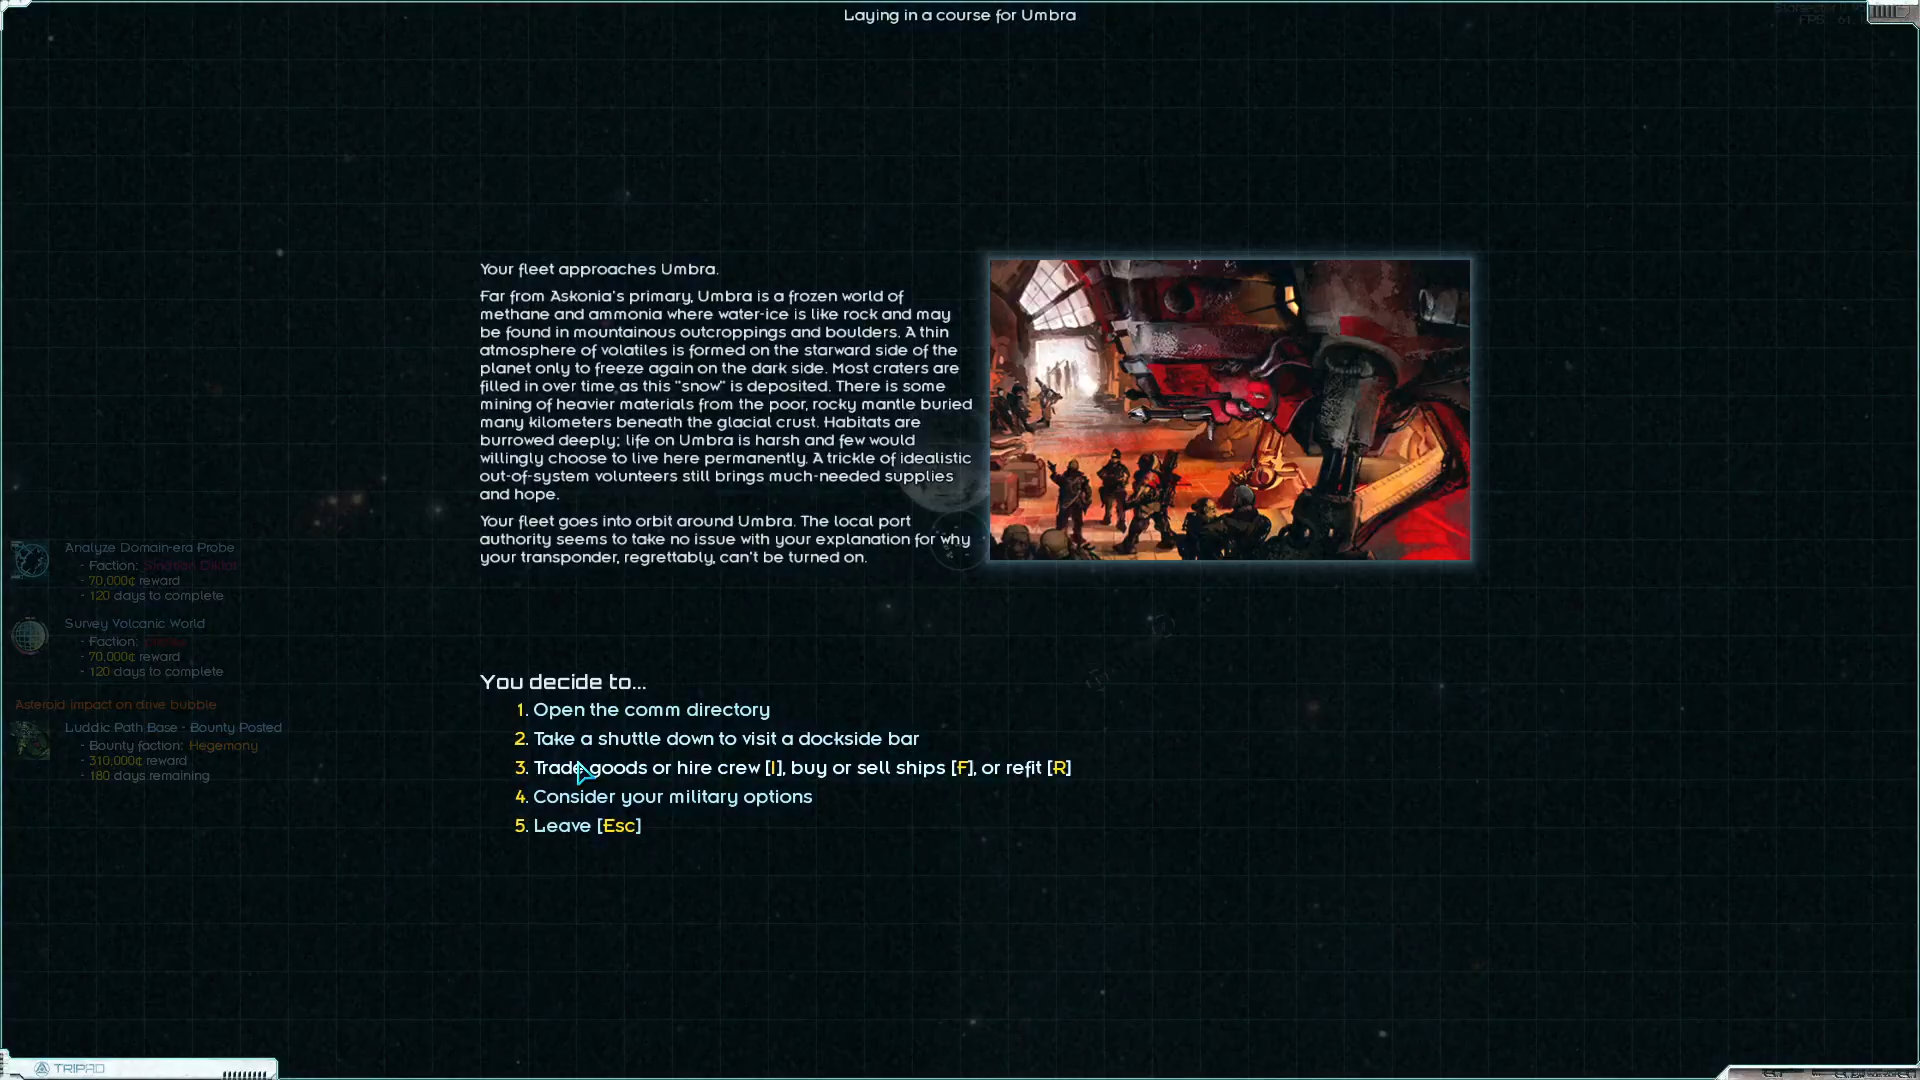 Laying in a course for Umbra
Your fleet approaches Umbra.
Far from Askonia's primary, Umbra is a frozen world of
methane and ammonia where water-ice is like rock and may
be found in mountainous outcroppings and boulders. A thin
atmosphere of volatiles is formed on the starward side of the
planet only to freeze again on the dark side. Most craters are
filled in over time as this "snow" is deposited. There is some
mining of heavier materials from the poor, rocky mantle buried
many kilometers beneath the glacial crust. Habitats are
burrowed deeply; life on Umbra is harsh and few would
willingly choose to live here permanently. A trickle of idealistic
out-of-system volunteers still brings much-needed supplies
and hope.
Your fleet goes into orbit around Umbra. The local port
authority seems to take no issue with your explanation for why
your transponder, regrettably, can't be turned on.
Analyze Domain-era Probe
- Faction: Sindrian Diktat
- 70,000¢ reward
- 120 days to complete
Survey Volcanic World
- Faction:
- 70,000¢ reward
- 120 days to complete
Asteroid impact on drive bubble
Luddic Path Base - Bounty Posted
- Bounty faction: Hegemony
- 310,000¢ reward
- 180 days remaining
You decide to...
1. Open the comm directory
2. Take a shuttle down to visit a dockside bar
3. Trade goods or hire crew [I], buy or sell ships [F], or refit [R]
4. Consider your military options
5. Leave [Esc]
TRIPAD